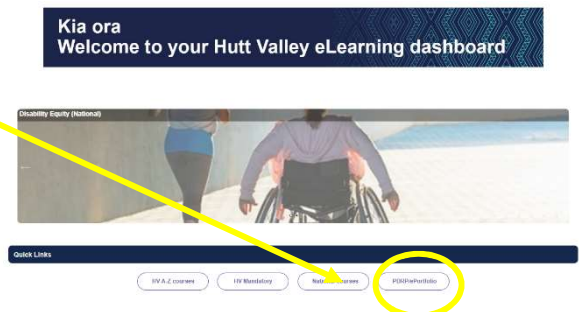 Kia ora
Welcome to your Hutt Valley eLearning dashboard
Disability Equity (National)
Quick Links
HV A-Z courses
HV Mandatory
National courses
PDRP/ePortfolio